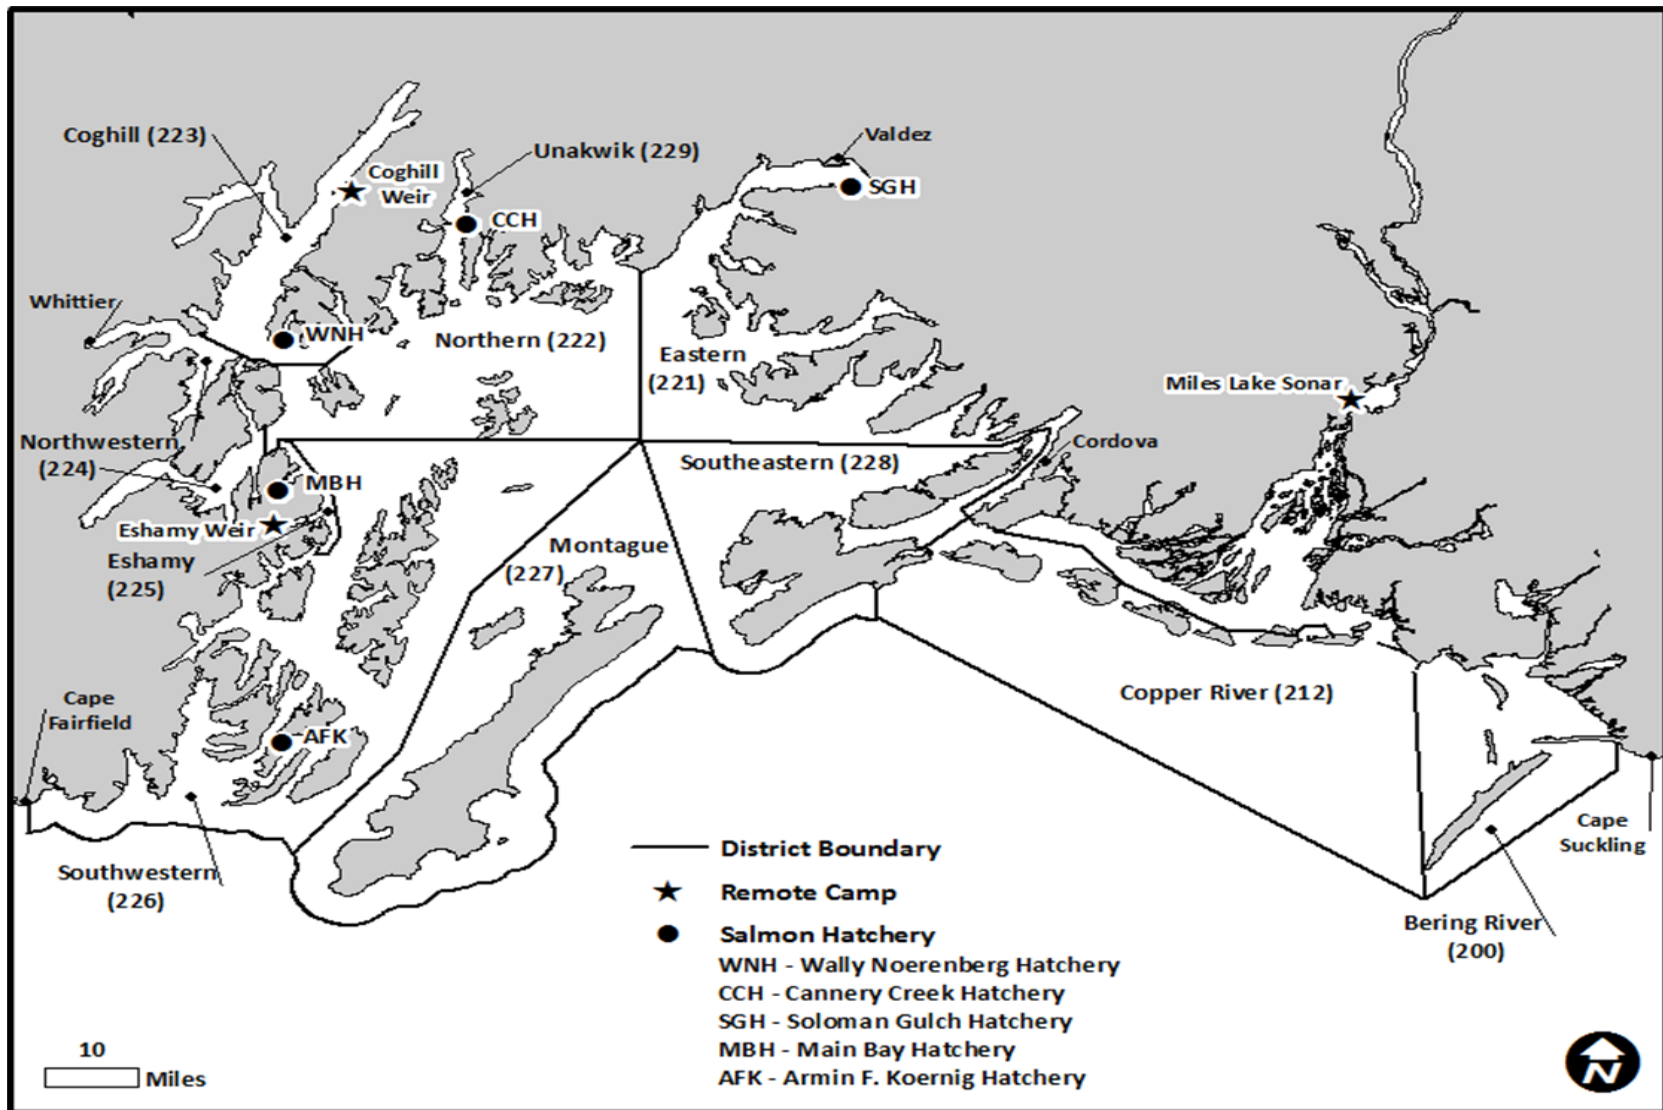 Coghill (223)
Coghill
Weir
Unakwik (229)
Valdez
SGH
CCH
Whittier
WNH
Northern (222)
Eastern
(221)
Miles Lake Sonar
Northwestern
(224)
Southeastern (228)
Cordova
MBH
Eshamy Weir
Eshamy
(225)
Montague
(227)
Cape
Fairfield
AFK
Copper River (212)
Southwestern
(226)
Cape
Suckling
Bering River
(200)
District Boundary
Remote Camp
Salmon Hatchery
WNH - Wally Noerenberg Hatchery
CCH - Cannery Creek Hatchery
SGH - Soloman Gulch Hatchery
MBH - Main Bay Hatchery
AFK - Armin F. Koernig Hatchery
10
Miles
N